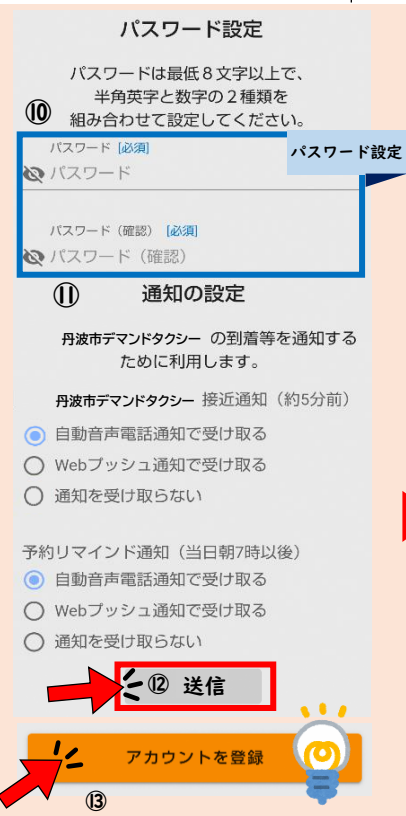 パスワード設定
パスワードは最低８文字以上で、
半角英字と数字の２種類を
⑩ 組み合わせて設定してください。
パスワード [必須]
パスワード設定
パスワード
パスワード（確認） [必須]
パスワード（確認）
⑪ 通知の設定
丹波市デマンドタクシー の到着等を通知する
ために利用します。
丹波市デマンドタクシー 接近通知（約5分前）
自動音声電話通知で受け取る
Webプッシュ通知で受け取る
通知を受け取らない
予約リマインド通知（当日朝7時以後）
自動音声電話通知で受け取る
Webプッシュ通知で受け取る
通知を受け取らない
⑫ 送信
アカウントを登録
⑬